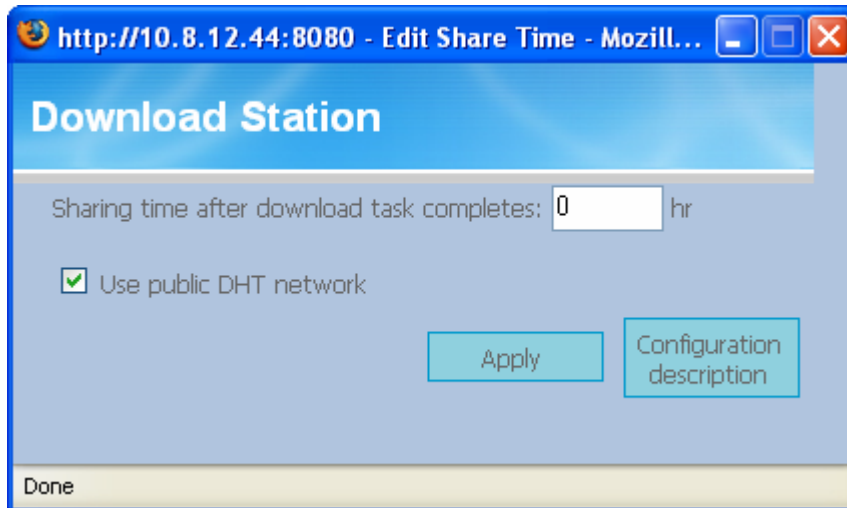 http://10.8.12.44:8080 - Edit Share Time - Mozill...
Download Station
Sharing time after download task completes: 0 hr
Use public DHT network
Apply
Configuration
description
Done